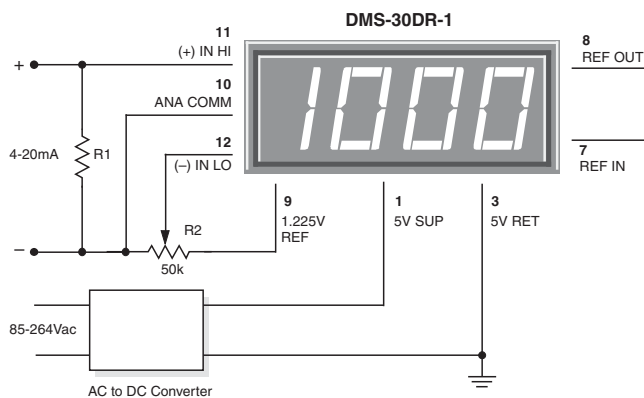 DMS-30DR-1
11
(+) IN HI
8
REF OUT
+
10
ANA COMM
1000
12
(–) IN LO
4-20mA
R1
7
REF IN
9
1.225V
REF
1
5V SUP
3
5V RET
R2
–
50k
85-264Vac
AC to DC Converter